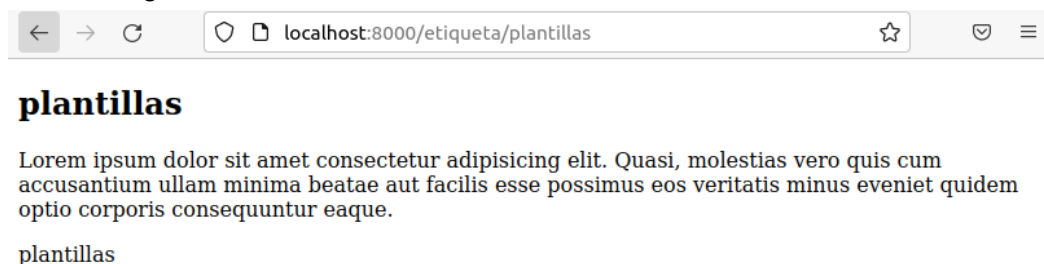 localhost:8000/etiqueta/plantillas
plantillas
Lorem ipsum dolor sit amet consectetur adipisicing elit. Quasi, molestias vero quis cum
accusantium ullam minima beatae aut facilis esse possimus eos veritatis minus eveniet quidem
optio corporis consequuntur eaque.
plantillas